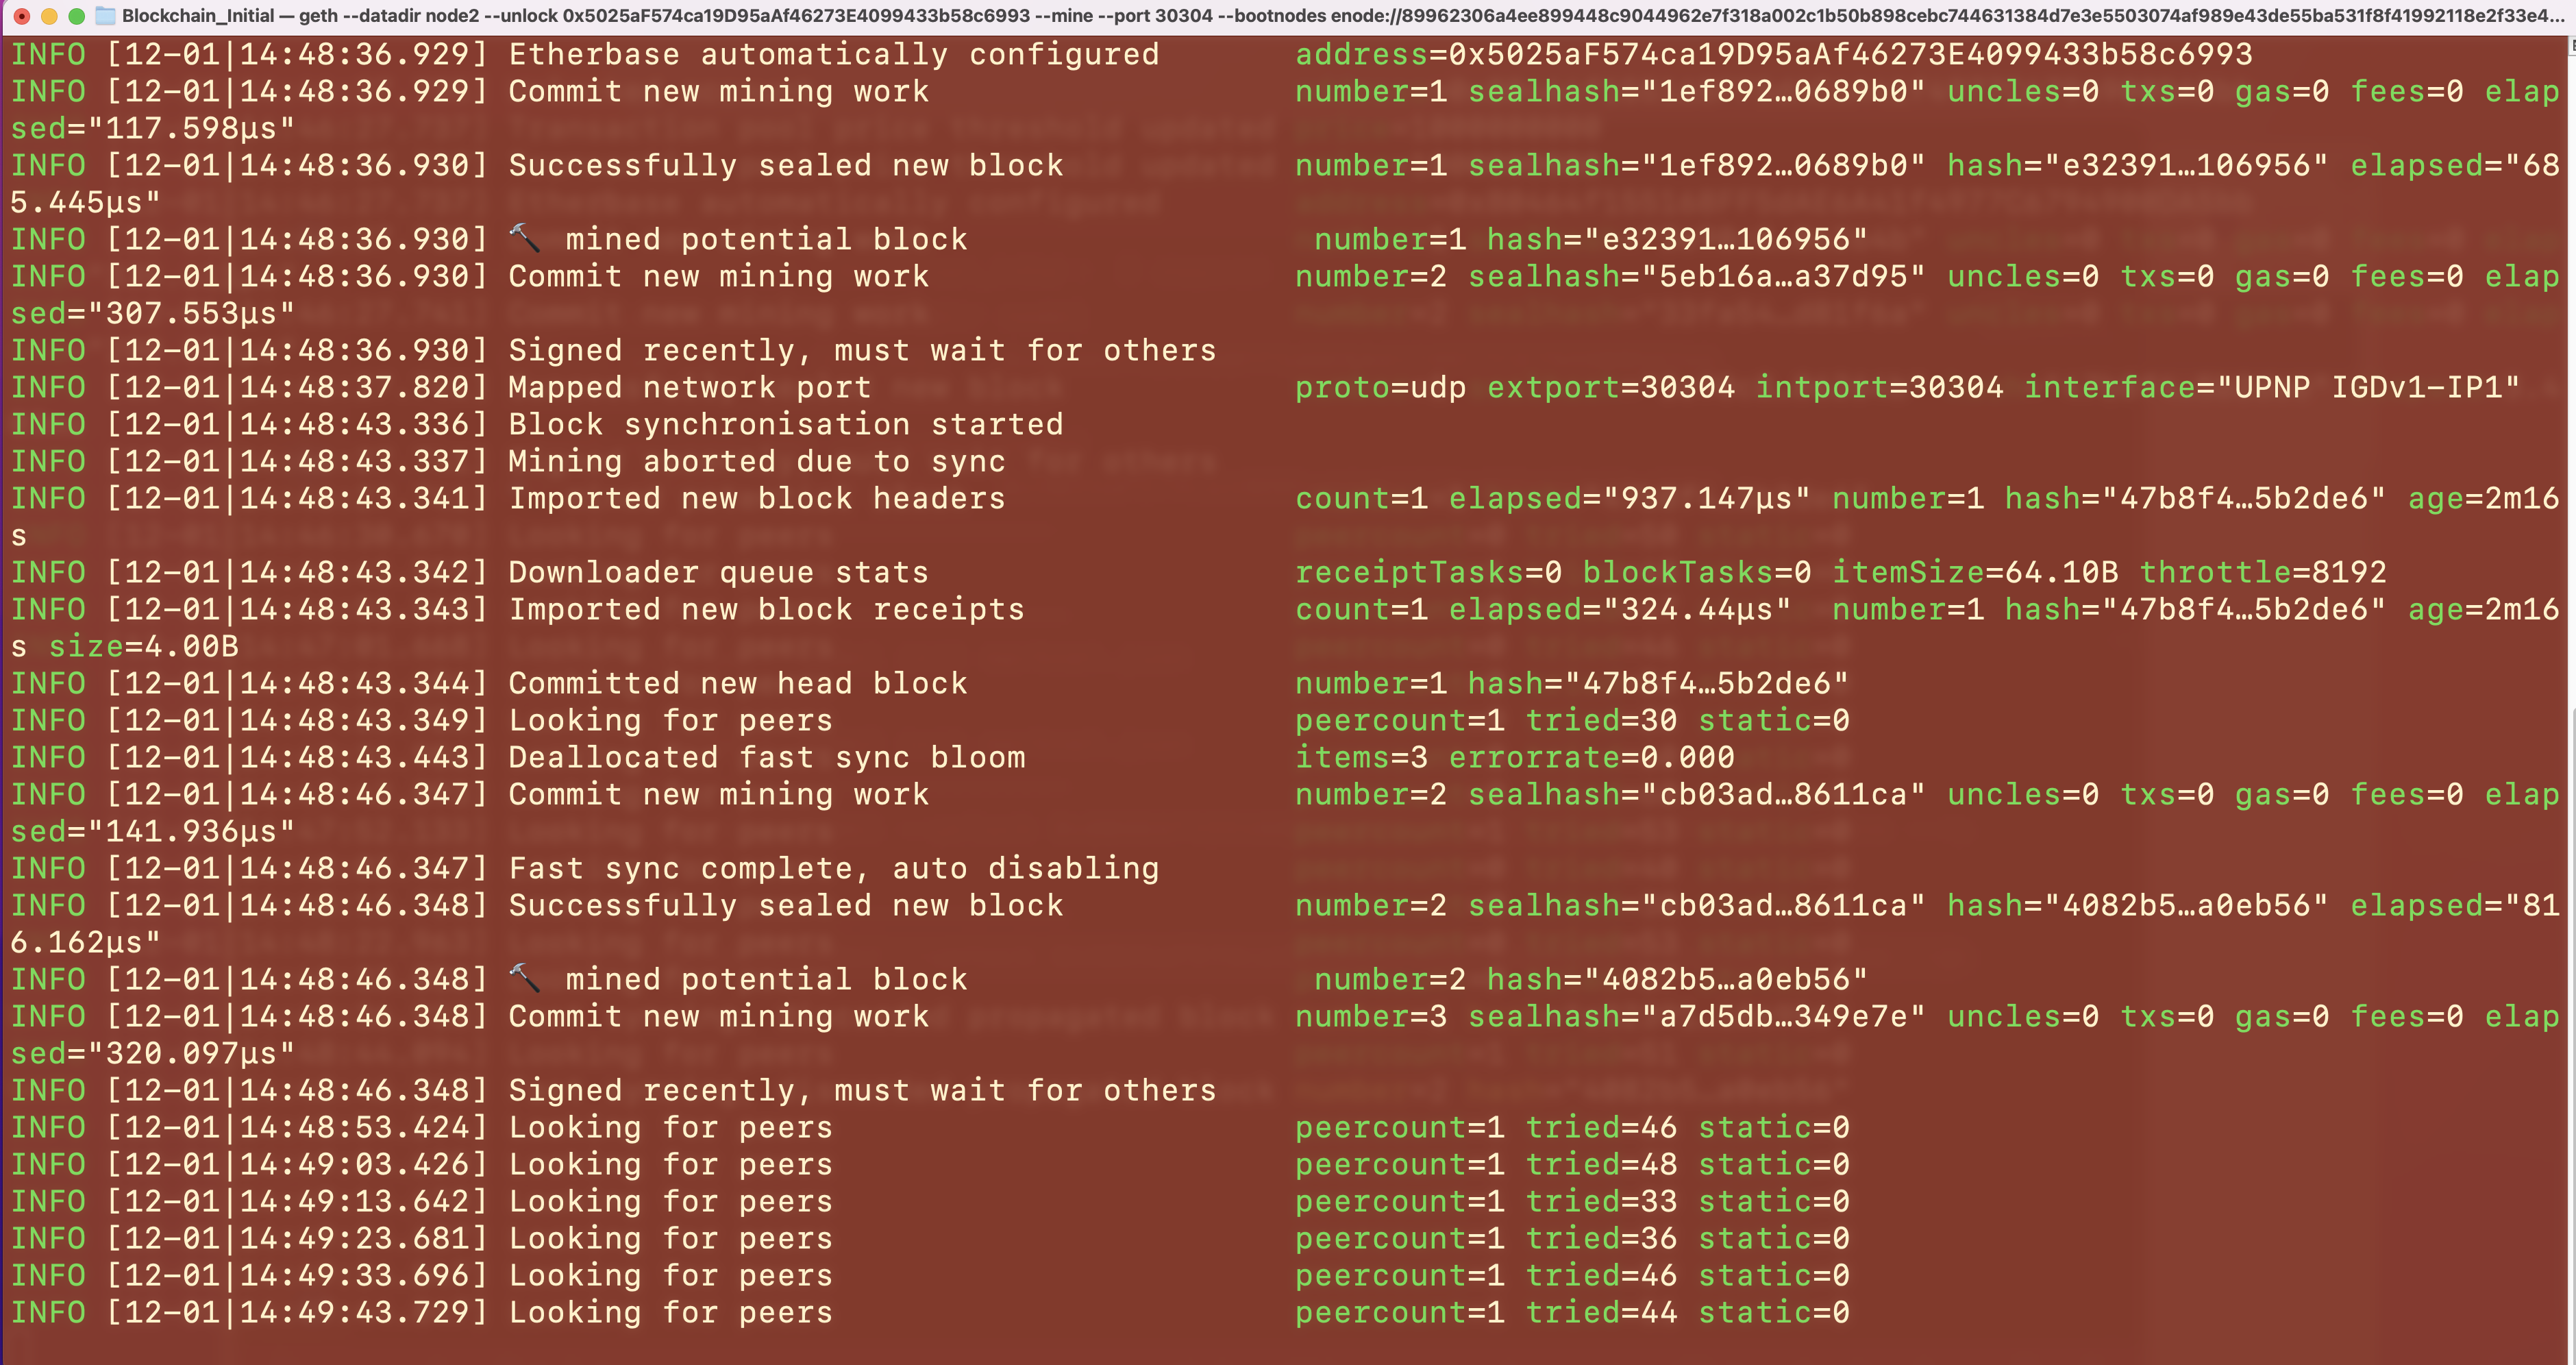 Blockchain_Initial — geth --datadir node2 --unlock 0x5025aF574ca19D95aAf46273E4099433b58c6993 --mine --port 30304 --bootnodes enode://89962306a4ee899448c9044962e7f318a002c1b50b898cebc744631384d7e3e5503074af989e43de55ba531f8f41992118e2f33e4...
INFO [12-01|14:48:36.929] Etherbase automatically configured address=0x5025aF574ca19D95aAf46273E4099433b58c6993
INFO [12-01|14:48:36.929] Commit new mining work number=1 sealhash="1ef892…0689b0" uncles=0 txs=0 gas=0 fees=0 elap
sed="117.598µs"
INFO [12-01|14:48:36.930] Successfully sealed new block number=1 sealhash="1ef892…0689b0" hash="e32391…106956" elapsed="68
5.445µs"
INFO [12-01|14:48:36.930] 🔨 mined potential block number=1 hash="e32391…106956"
INFO [12-01|14:48:36.930] Commit new mining work number=2 sealhash="5eb16a…a37d95" uncles=0 txs=0 gas=0 fees=0 elap
sed="307.553µs"
INFO [12-01|14:48:36.930] Signed recently, must wait for others
INFO [12-01|14:48:37.820] Mapped network port proto=udp extport=30304 intport=30304 interface="UPNP IGDv1-IP1"
INFO [12-01|14:48:43.336] Block synchronisation started
INFO [12-01|14:48:43.337] Mining aborted due to sync
INFO [12-01|14:48:43.341] Imported new block headers count=1 elapsed="937.147µs" number=1 hash="47b8f4…5b2de6" age=2m16
s
INFO [12-01|14:48:43.342] Downloader queue stats receiptTasks=0 blockTasks=0 itemSize=64.10B throttle=8192
INFO [12-01|14:48:43.343] Imported new block receipts count=1 elapsed="324.44µs" number=1 hash="47b8f4…5b2de6" age=2m16
s size=4.00B
INFO [12-01|14:48:43.344] Committed new head block number=1 hash="47b8f4…5b2de6"
INFO [12-01|14:48:43.349] Looking for peers peercount=1 tried=30 static=0
INFO [12-01|14:48:43.443] Deallocated fast sync bloom items=3 errorrate=0.000
INFO [12-01|14:48:46.347] Commit new mining work number=2 sealhash="cb03ad…8611ca" uncles=0 txs=0 gas=0 fees=0 elap
sed="141.936µs"
INFO [12-01|14:48:46.347] Fast sync complete, auto disabling
INFO [12-01|14:48:46.348] Successfully sealed new block number=2 sealhash="cb03ad…8611ca" hash="4082b5…a0eb56" elapsed="81
6.162µs"
INFO [12-01|14:48:46.348] 🔨 mined potential block number=2 hash="4082b5…a0eb56"
INFO [12-01|14:48:46.348] Commit new mining work number=3 sealhash="a7d5db…349e7e" uncles=0 txs=0 gas=0 fees=0 elap
sed="320.097µs"
INFO [12-01|14:48:46.348] Signed recently, must wait for others
INFO [12-01|14:48:53.424] Looking for peers peercount=1 tried=46 static=0
INFO [12-01|14:49:03.426] Looking for peers peercount=1 tried=48 static=0
INFO [12-01|14:49:13.642] Looking for peers peercount=1 tried=33 static=0
INFO [12-01|14:49:23.681] Looking for peers peercount=1 tried=36 static=0
INFO [12-01|14:49:33.696] Looking for peers peercount=1 tried=46 static=0
INFO [12-01|14:49:43.729] Looking for peers peercount=1 tried=44 static=0